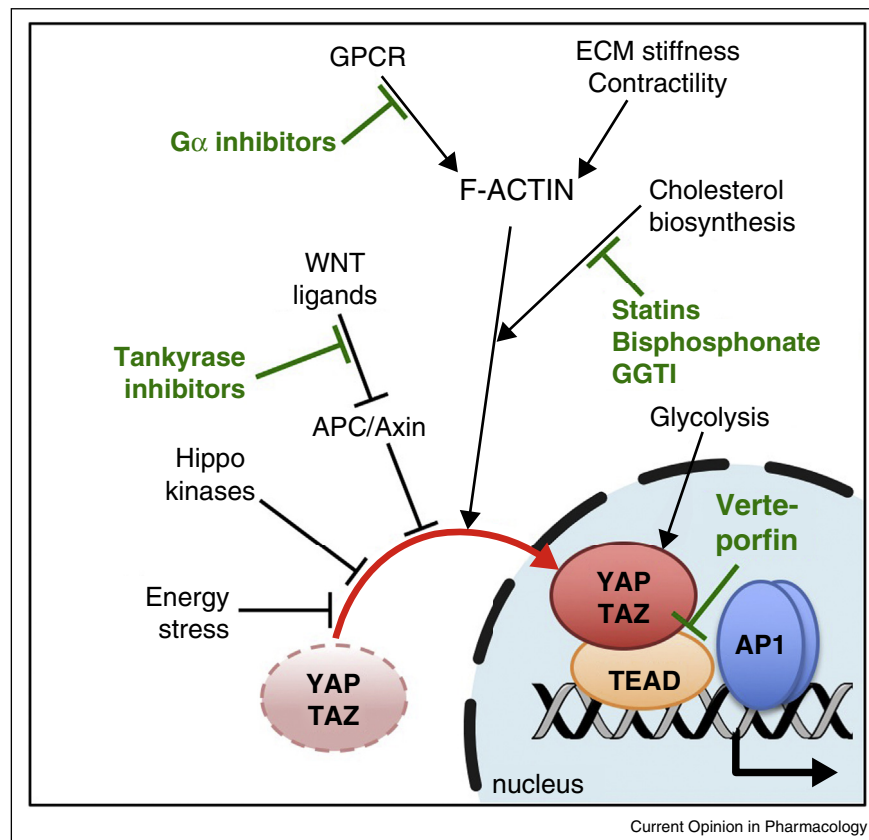 GPCR
ECM stiffness
Contractility
Gα inhibitors
F-ACTIN
Cholesterol
biosynthesis
WNT
ligands
Statins
Bisphosphonate
GGTI
Tankyrase
inhibitors
APC/Axin
Glycolysis
Hippo
kinases
Verte-
porfin
Energy
stress
YAP
TAZ
AP1
TEAD
YAP
TAZ
nucleus
Current Opinion in Pharmacology